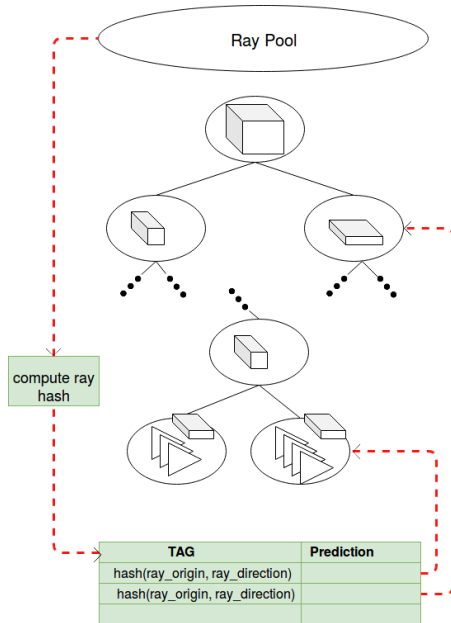 Ray Pool
compute ray
hash
TAG Prediction
hash(ray_origin, ray_direction)
hash(ray_origin, ray_direction)